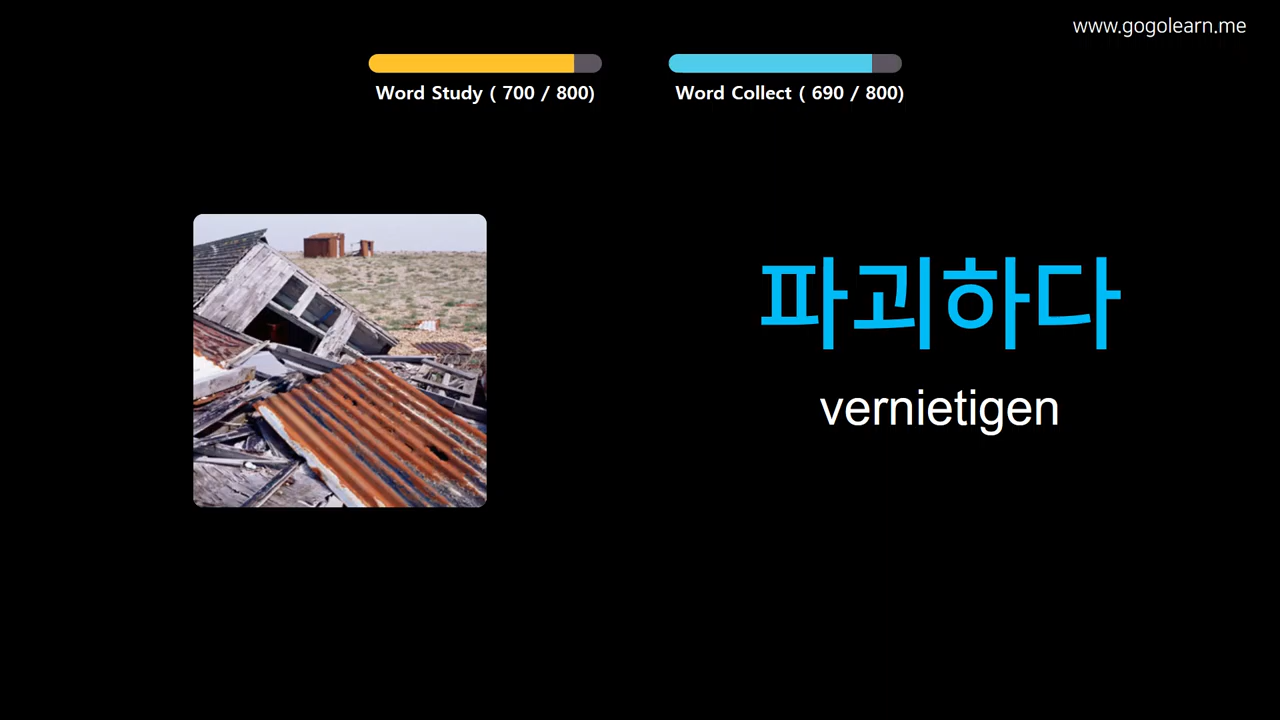 www.gogolearn.me
Word Study ( 700 / 800)
Word Collect ( 690 / 800)
파괴하다
vernietigen